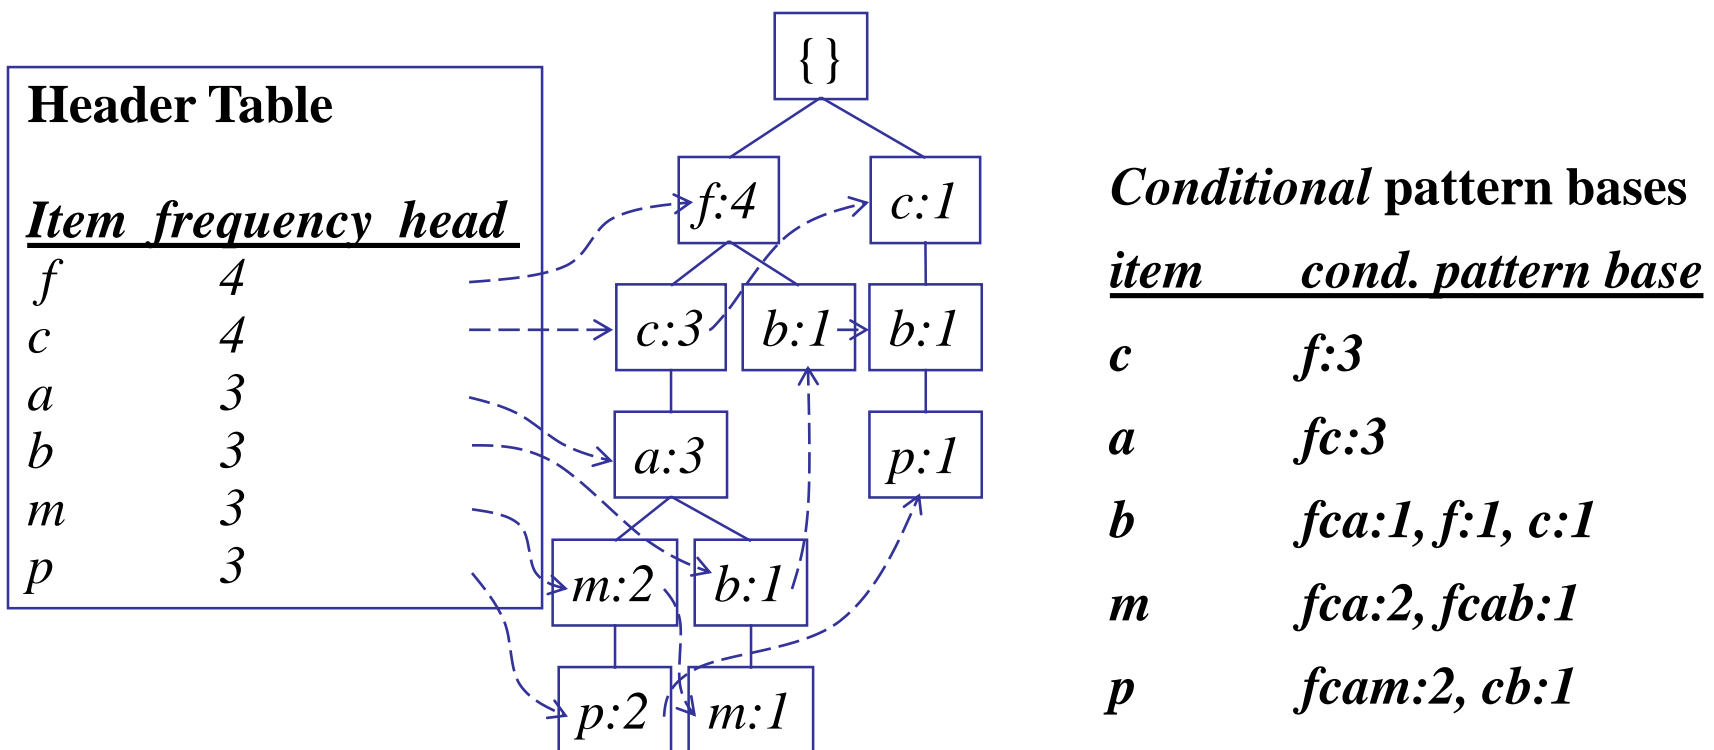 Header Table
Item frequency head
f 4
c 4
a 3
b 3
m 3
p 3
{}
f:4 c:1
c:3 b:1 b:1
a:3 p:1
m:2 b:1
p:2 m:1
Conditional pattern bases
item cond. pattern base
c f:3
a fc:3
b fca:1, f:1, c:1
m fca:2, fcab:1
p fcam:2, cb:1